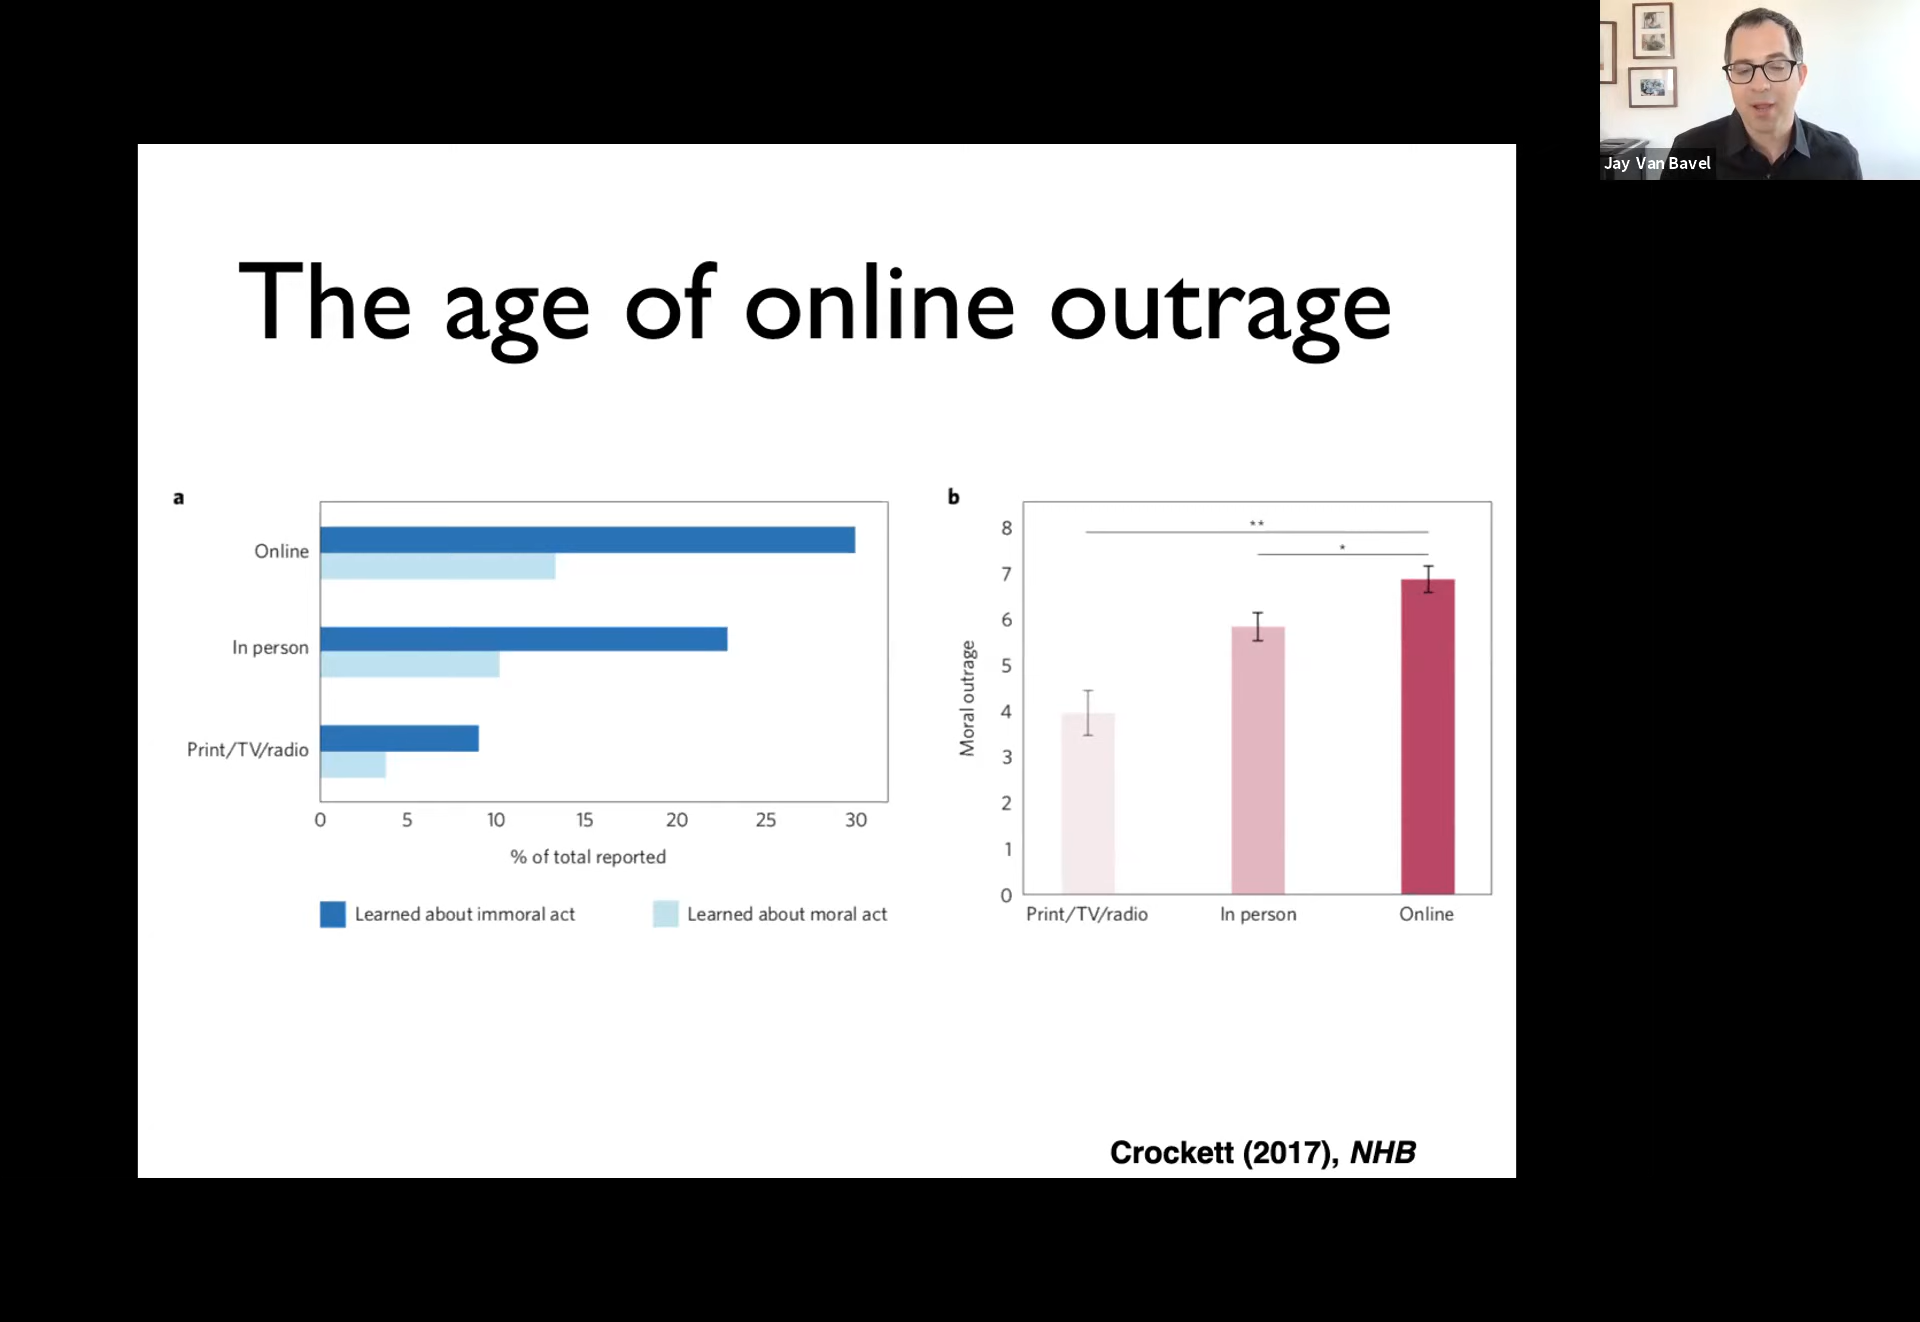 Jay Van Bavel
The age of online outrage
a
Online
In person
Print/TV/radio
0 5 10 15 20 25 30
% of total reported
Learned about immoral act Learned about moral act
b
**
*
8
7
6
5
4
3
2
1
0
Moral outrage
Print/TV/radio In person Online
Crockett (2017), NHB